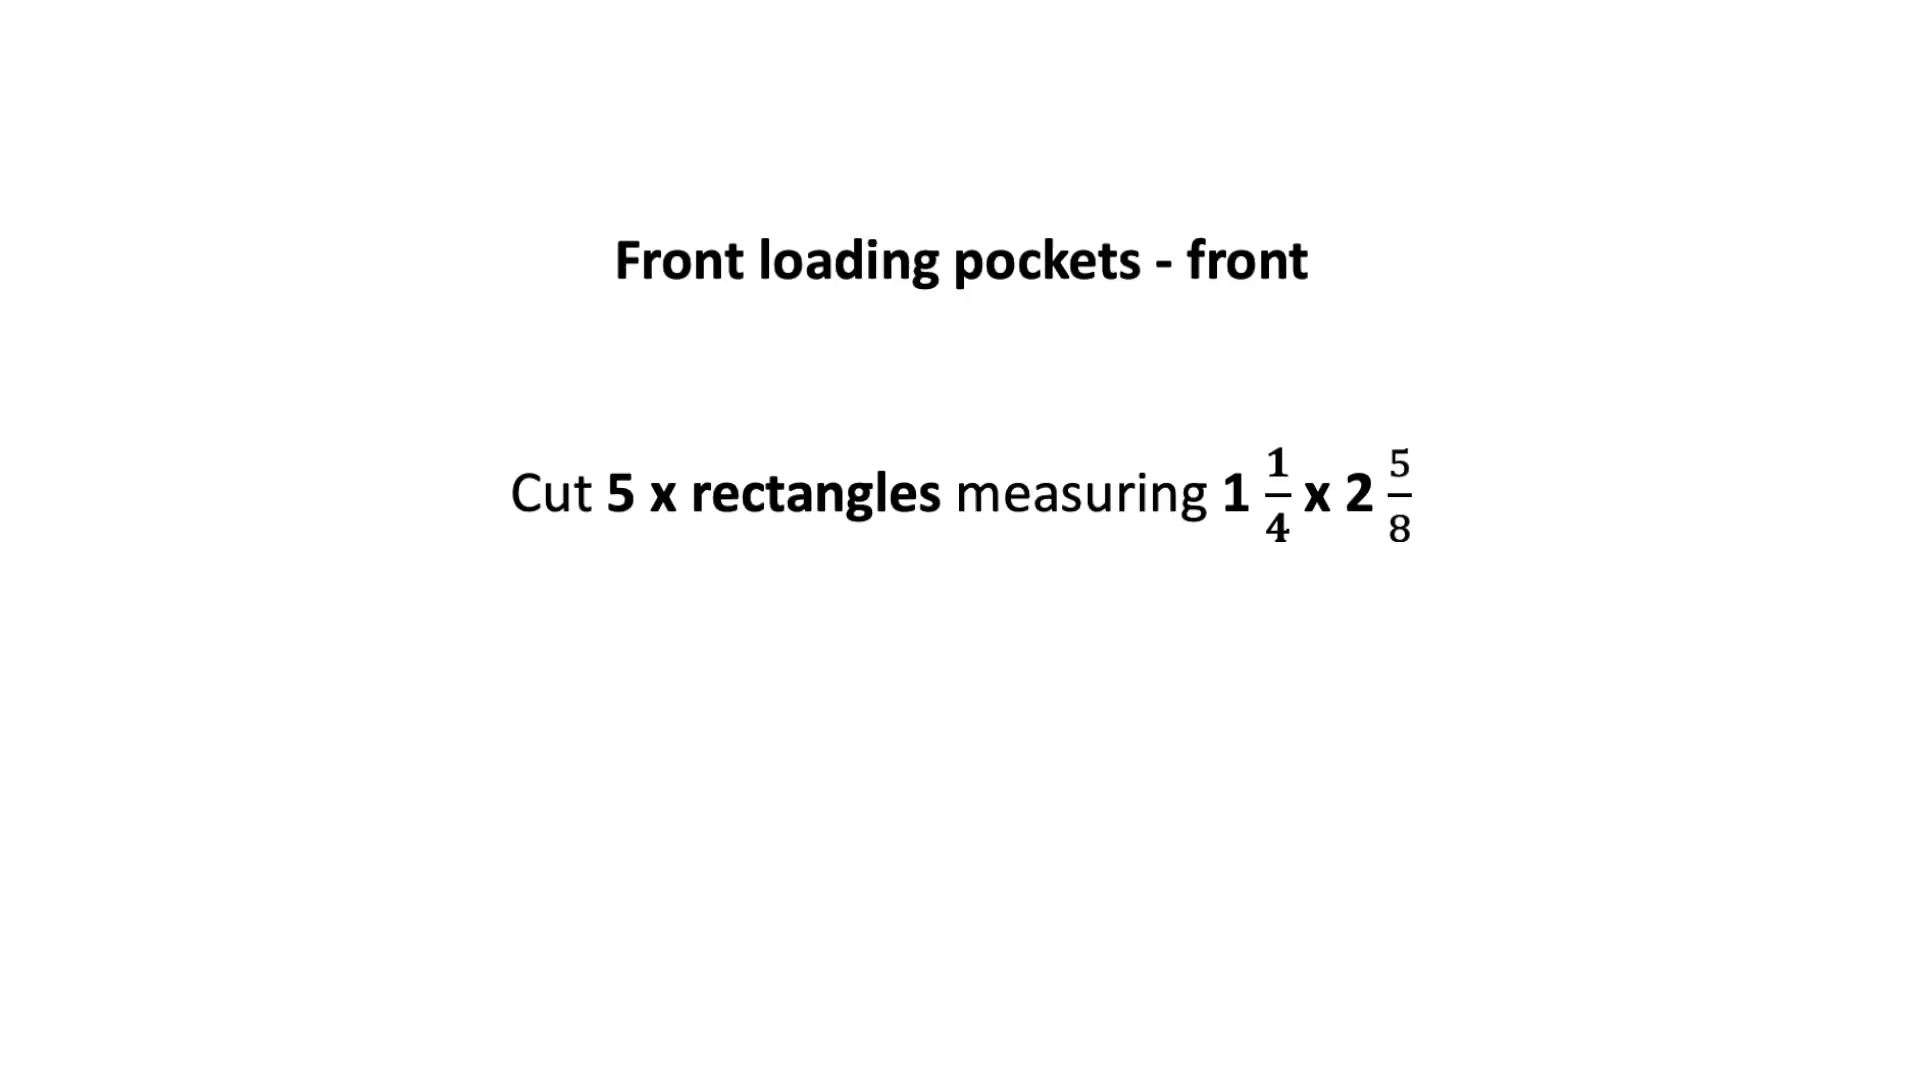 Front loading pockets - front
Cut 5 x rectangles measuring 1 1/4 x 2 5/8